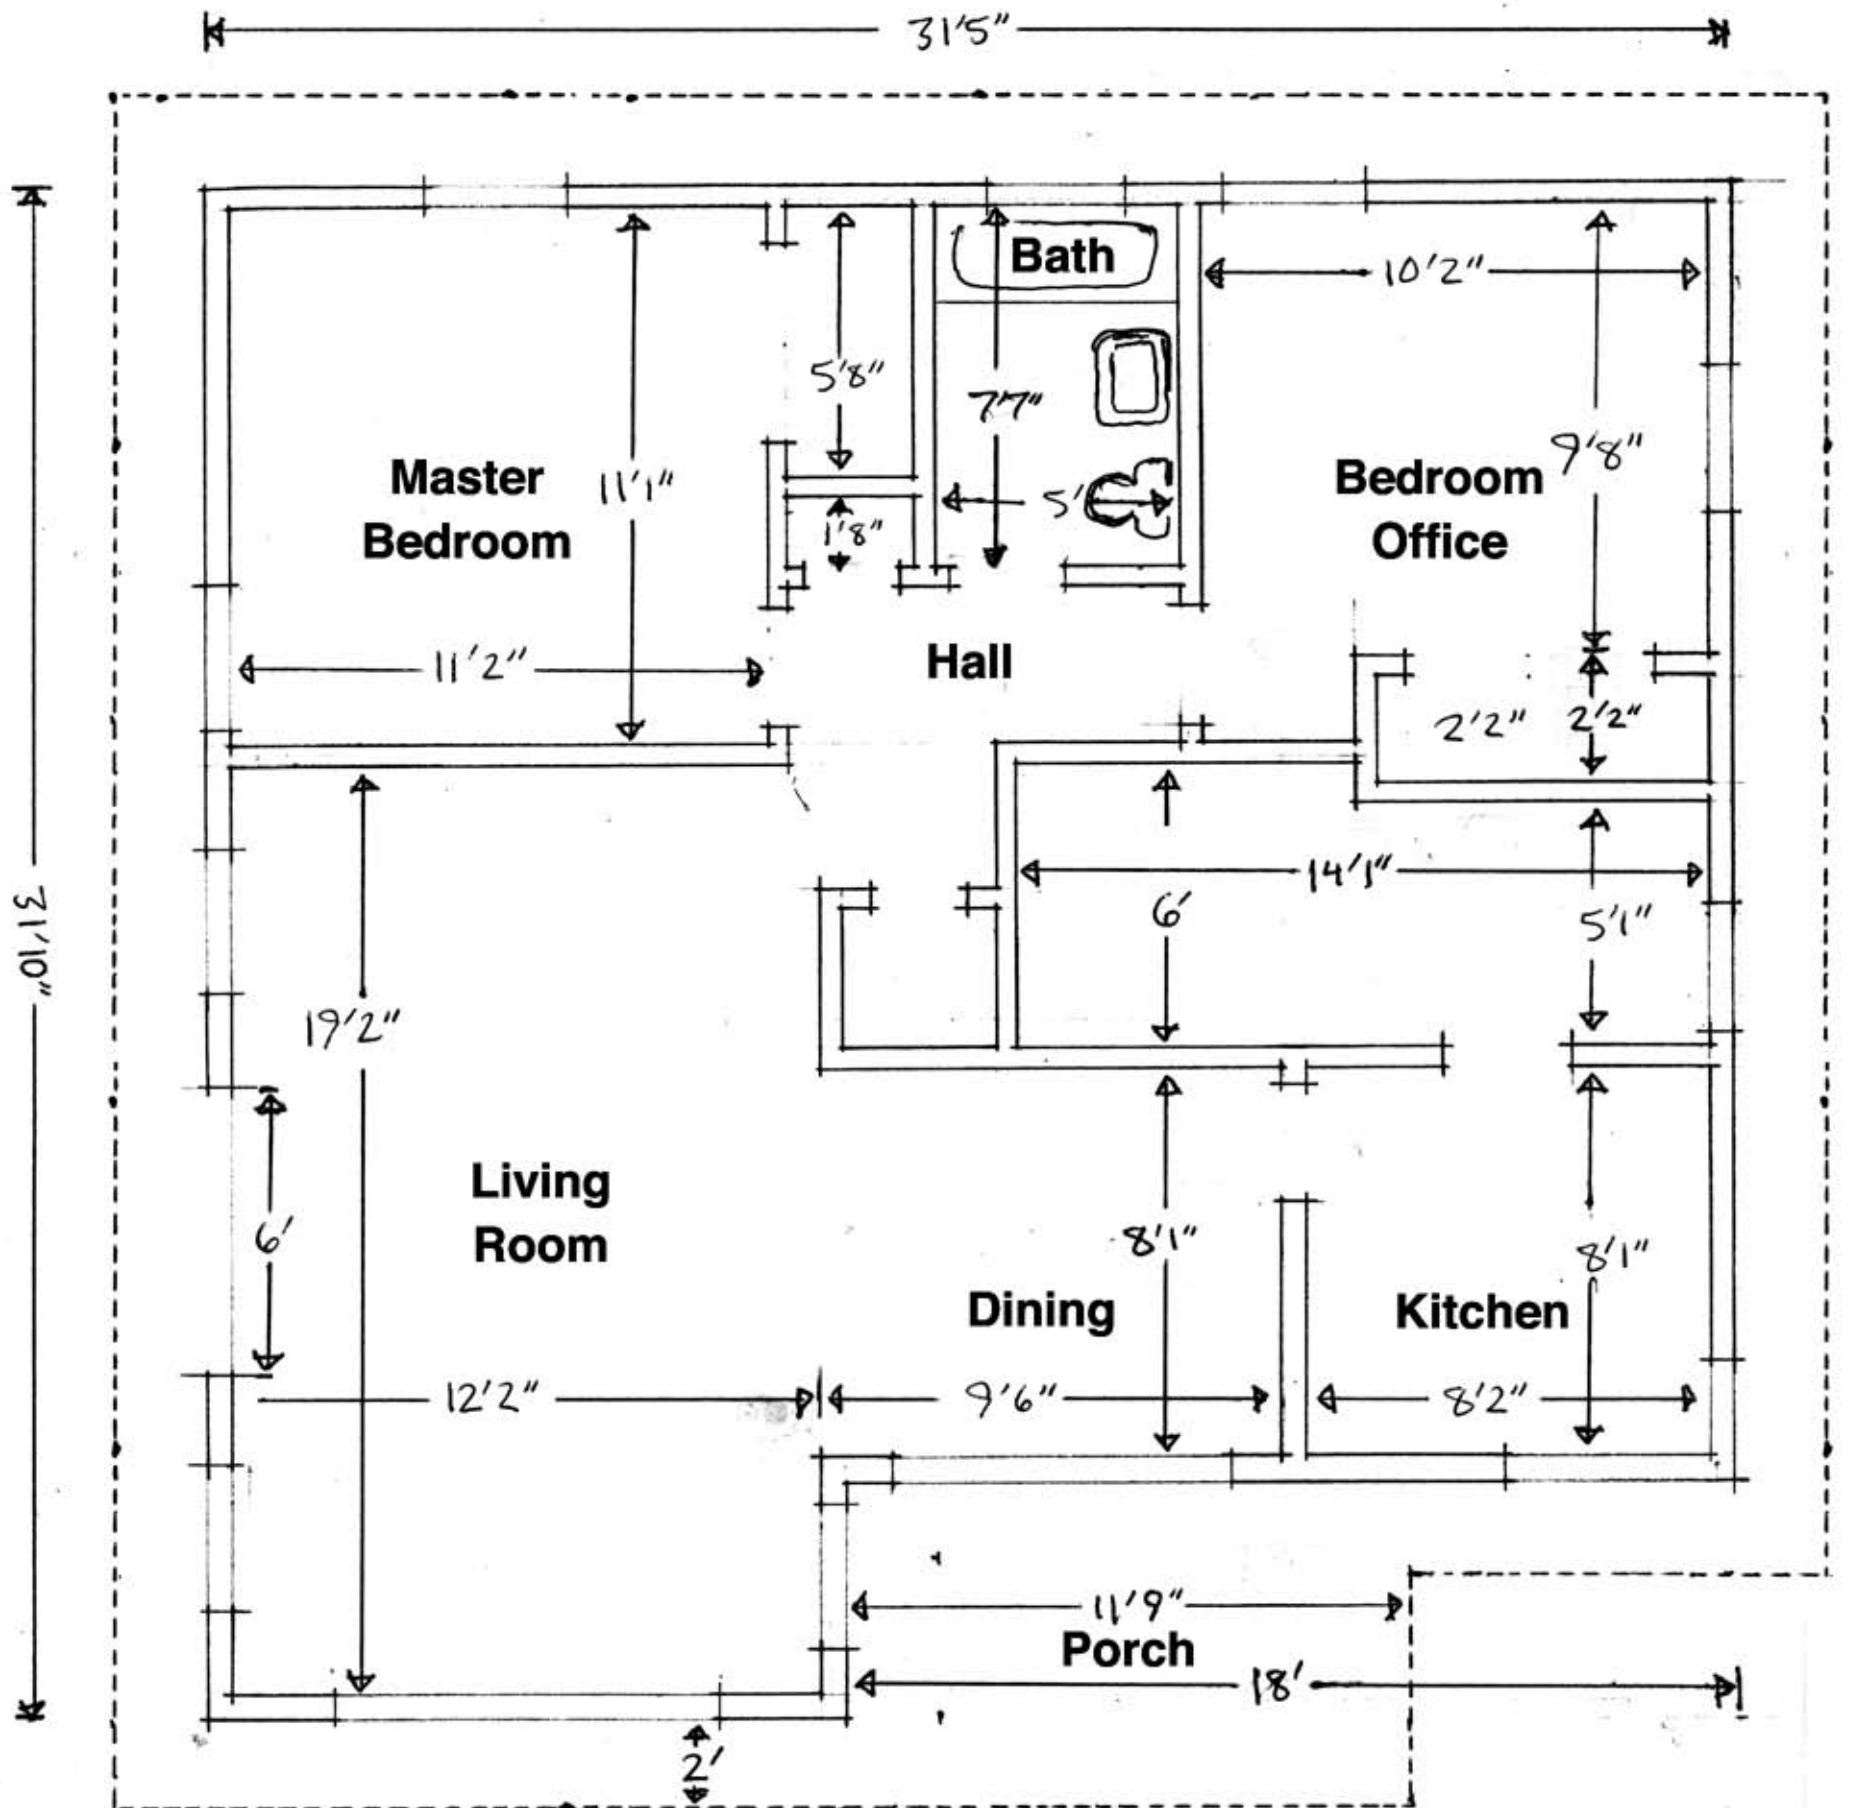 31'5"
Bath
10'2"
5'8"
7'7"
9'8"
Master
Bedroom
11'1"
Bedroom
Office
5'
1'8"
11'2"
Hall
2'2"
2'2"
14'1"
6'
5'1"
31'10"
19'2"
Living
Room
6'
8'1"
8'1"
Dining
Kitchen
12'2"
9'6"
8'2"
11'9"
Porch
18'
2'